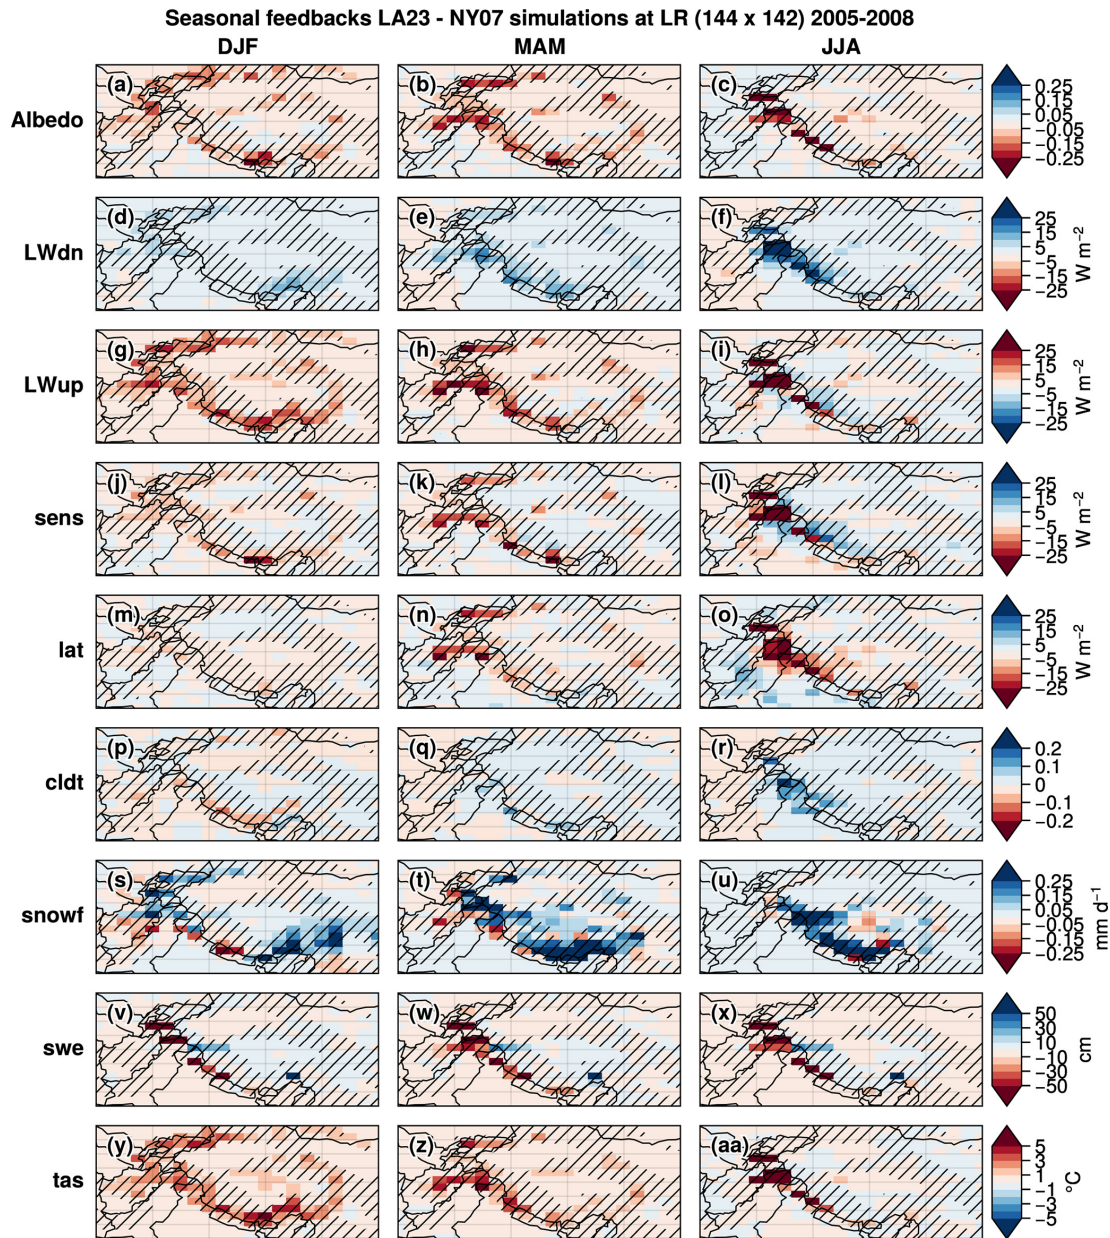 Seasonal feedbacks LA23 - NY07 simulations at LR (144 x 142) 2005-2008
DJF MAM JJA
Albedo (a) (b) (c) 0.25 0.15 0.05 −0.05 −0.15 −0.25
LWdn (d) (e) (f) 25 15 5 −5 −15 −25 W m⁻²
LWup (g) (h) (i) 25 15 5 −5 −15 −25 W m⁻²
sens (j) (k) (l) 25 15 5 −5 −15 −25 W m⁻²
lat (m) (n) (o) 25 15 5 −5 −15 −25 W m⁻²
cldt (p) (q) (r) 0.2 0.1 0 −0.1 −0.2
snowf (s) (t) (u) 0.25 0.15 0.05 −0.05 −0.15 −0.25 mm d⁻¹
swe (v) (w) (x) 50 30 10 −10 −30 −50 cm
tas (y) (z) (aa) 5 3 1 −1 −3 −5 °C